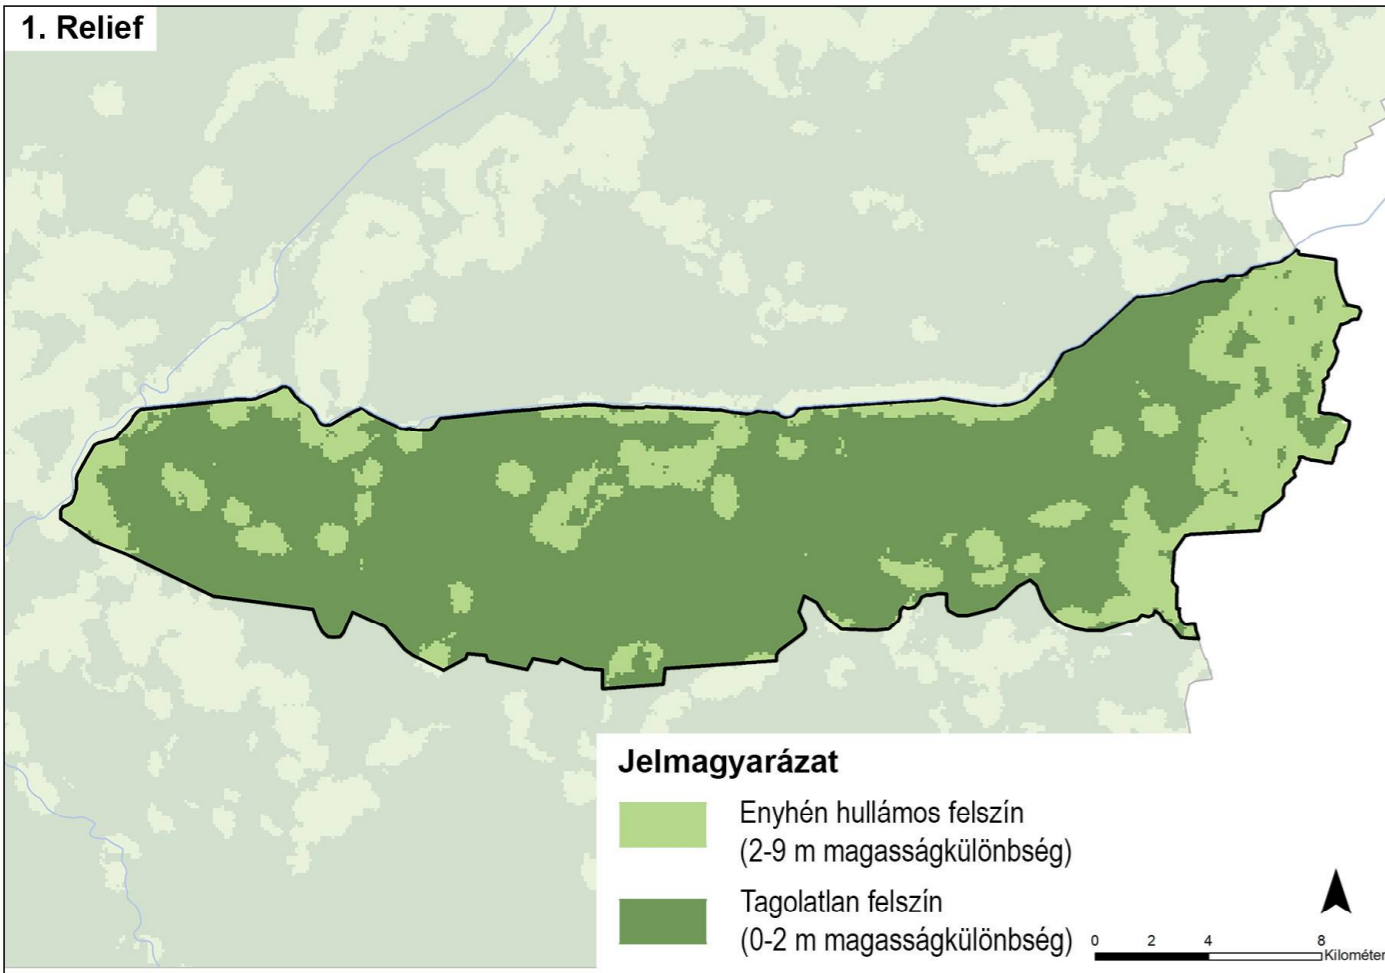 1. Relief
Jelmagyarázat
Enyhén hullámos felszín
(2-9 m magasságkülönbség)
Tagolatlan felszín
(0-2 m magasságkülönbség)
0 2 4 8
Kilométer